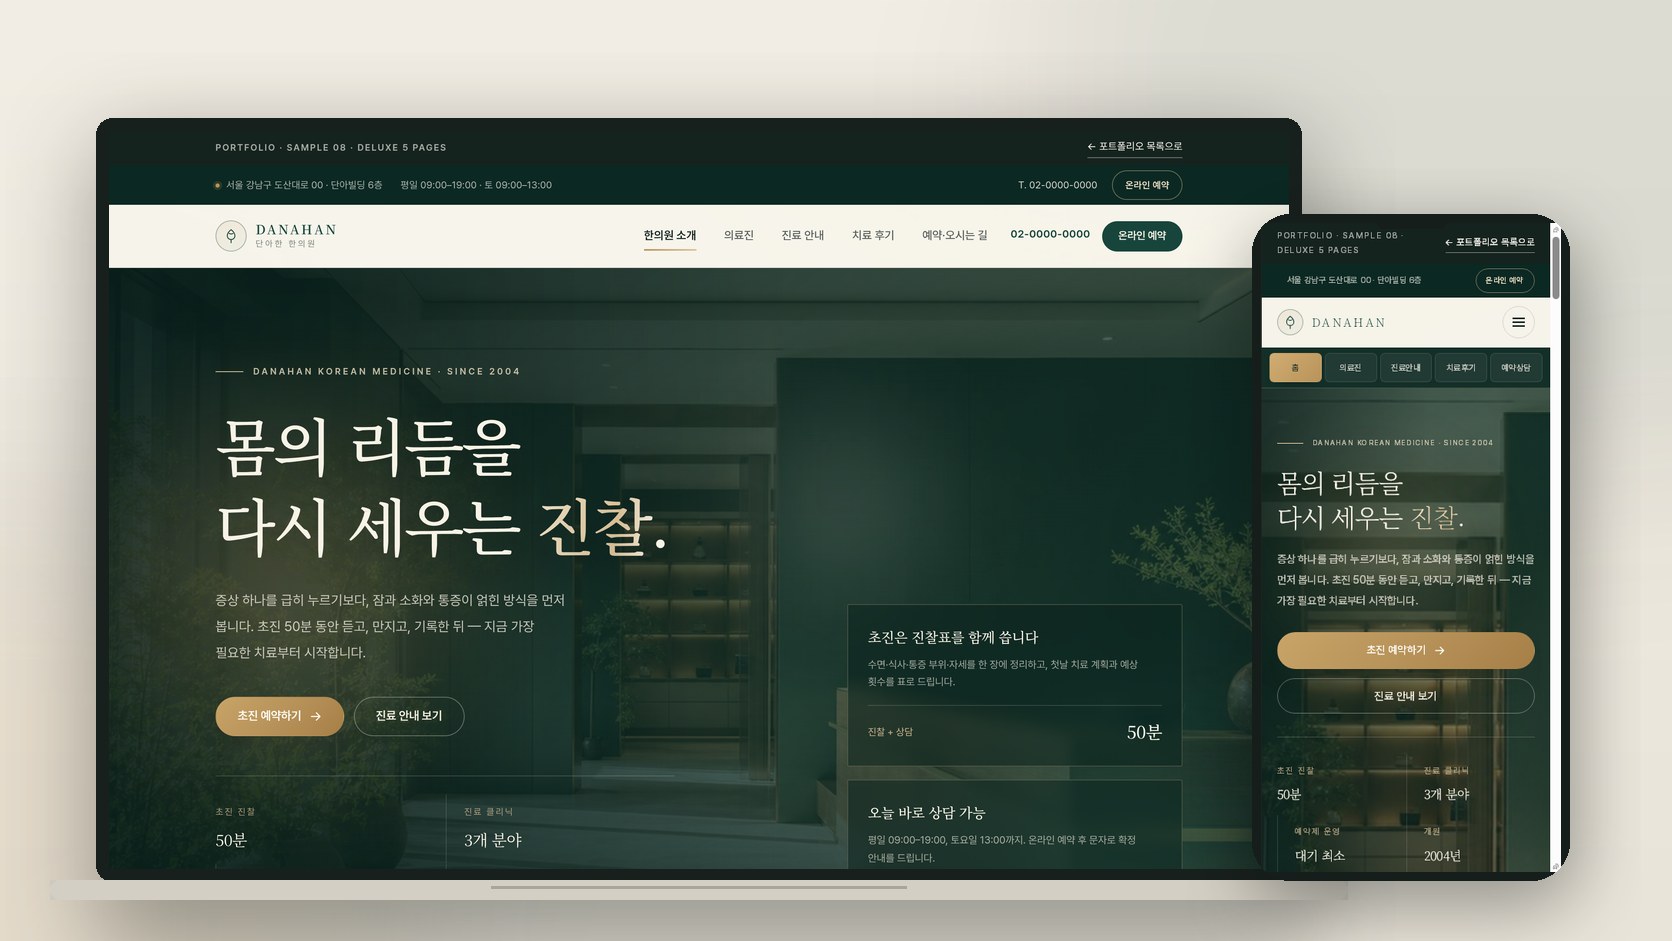 PORTFOLIO · SAMPLE 08 · DELUXE 5 PAGES
← 포트폴리오 목록으로
서울 강남구 도산대로 00 · 단아빌딩 6층
평일 09:00–19:00 · 토 09:00–13:00
T. 02-0000-0000
온라인 예약
DANAHAN
단아한 한의원
한의원 소개
의료진
진료 안내
치료 후기
예약·오시는 길
02-0000-0000
온라인 예약
DANAHAN KOREAN MEDICINE · SINCE 2004
몸의 리듬을
다시 세우는 진찰.
증상 하나를 급히 누르기보다, 잠과 소화와 통증이 얽힌 방식을 먼저
봅니다. 초진 50분 동안 듣고, 만지고, 기록한 뒤 — 지금 가장
필요한 치료부터 시작합니다.
초진 예약하기 →
진료 안내 보기
초진 진찰
50분
진료 클리닉
3개 분야
초진은 진찰표를 함께 씁니다
수면·식사·통증 부위·자세를 한 장에 정리하고, 첫날 치료 계획과 예상
횟수를 표로 드립니다.
진찰 + 상담
50분
오늘 바로 상담 가능
평일 09:00–19:00, 토요일 13:00까지. 온라인 예약 후 문자로 확정
안내를 드립니다.
PORTFOLIO · SAMPLE 08 ·
DELUXE 5 PAGES
← 포트폴리오 목록으로
서울 강남구 도산대로 00 · 단아빌딩 6층
온라인 예약
DANAHAN
홈
의료진
진료안내
치료후기
예약상담
DANAHAN KOREAN MEDICINE · SINCE 2004
몸의 리듬을
다시 세우는 진찰.
증상 하나를 급히 누르기보다, 잠과 소화와 통증이 얽힌 방식을
먼저 봅니다. 초진 50분 동안 듣고, 만지고, 기록한 뒤 — 지금
가장 필요한 치료부터 시작합니다.
초진 예약하기 →
진료 안내 보기
초진 진찰
50분
진료 클리닉
3개 분야
예약제 운영
대기 최소
개원
2004년